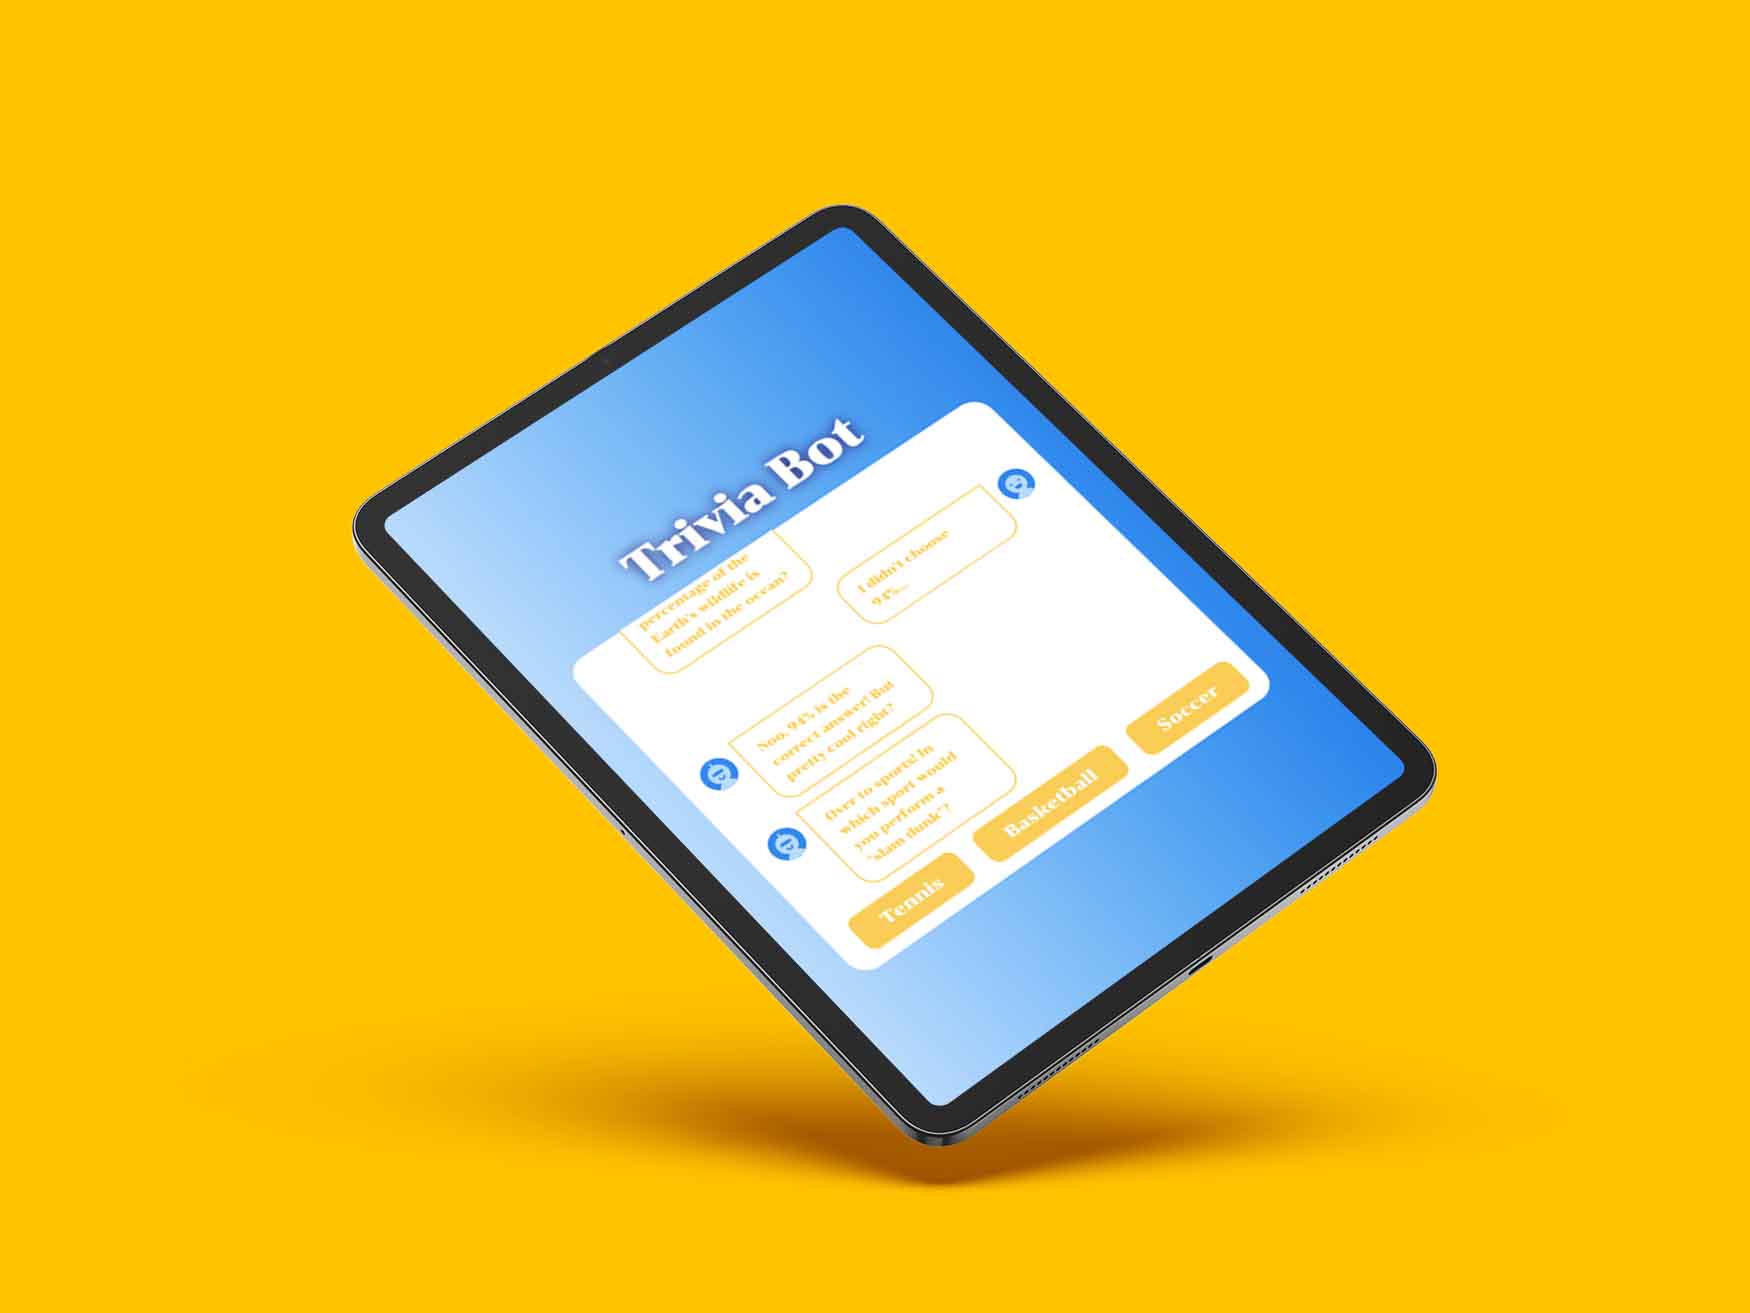 Trivia Bot
percentage of the
Earth's wildlife is
found in the ocean?
I didn't choose
94%...
Noo, 94% is the
correct answer! But
pretty cool right?
Over to sports! In
which sport would
you perform a
"slam dunk"?
Tennis
Basketball
Soccer